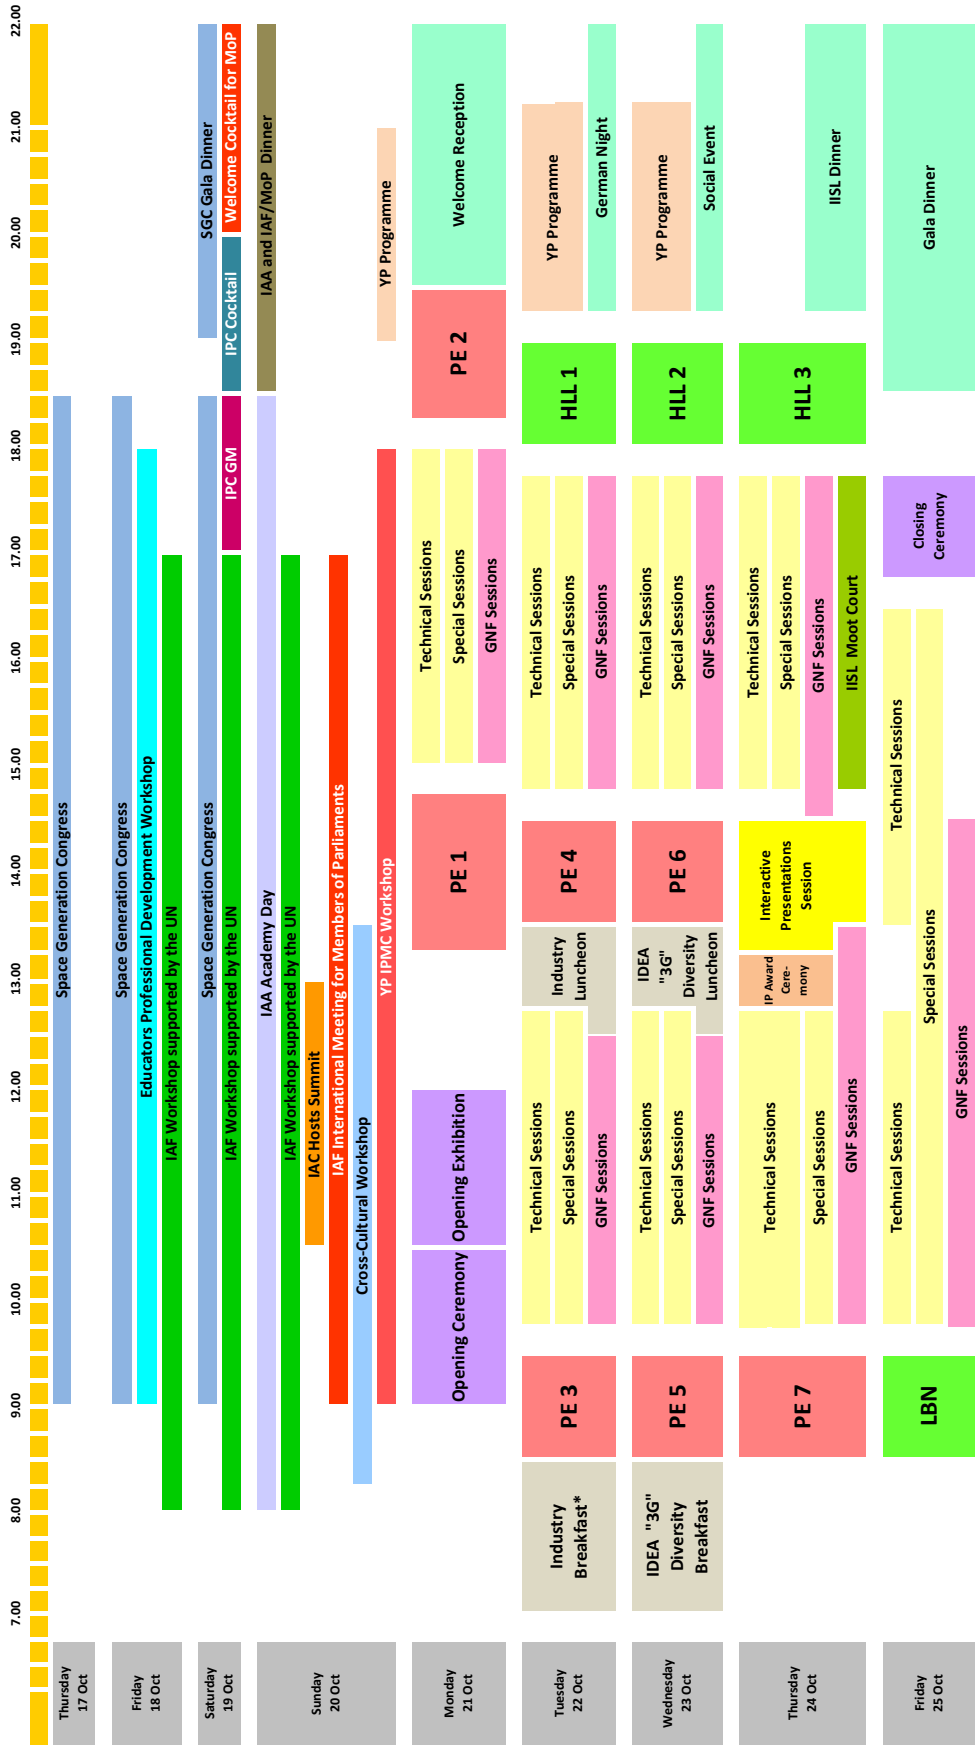 7.00
8.00
9.00
10.00
11.00
12.00
13.00
14.00
15.00
16.00
17.00
18.00
19.00
20.00
21.00
22.00
Thursday
17 Oct
Space Generation Congress
Friday
18 Oct
Space Generation Congress
Educators Professional Development Workshop
IAF Workshop supported by the UN
Saturday
19 Oct
Space Generation Congress
SGC Gala Dinner
IAF Workshop supported by the UN
IPC GM
IPC Cocktail
Welcome Cocktail for MoP
Sunday
20 Oct
IAA Academy Day
IAA and IAF/MoP Dinner
IAF Workshop supported by the UN
IAC Hosts Summit
IAF International Meeting for Members of Parliaments
Cross-Cultural Workshop
YP IPMC Workshop
YP Programme
Monday
21 Oct
Opening Ceremony
Opening Exhibition
PE 1
Technical Sessions
Special Sessions
GNF Sessions
PE 2
Welcome Reception
Tuesday
22 Oct
Industry
Breakfast*
PE 3
Technical Sessions
Special Sessions
GNF Sessions
Industry
Luncheon
PE 4
Technical Sessions
Special Sessions
GNF Sessions
HLL 1
YP Programme
German Night
Wednesday
23 Oct
IDEA "3G"
Diversity
Breakfast
PE 5
Technical Sessions
Special Sessions
GNF Sessions
IDEA
"3G"
Diversity
Luncheon
PE 6
Technical Sessions
Special Sessions
GNF Sessions
HLL 2
YP Programme
Social Event
Thursday
24 Oct
PE 7
Technical Sessions
Special Sessions
GNF Sessions
IP Award
Cere-
mony
Interactive
Presentations
Session
Technical Sessions
Special Sessions
GNF Sessions
IISL Moot Court
HLL 3
IISL Dinner
Friday
25 Oct
LBN
Technical Sessions
Special Sessions
GNF Sessions
Technical Sessions
Closing
Ceremony
Gala Dinner